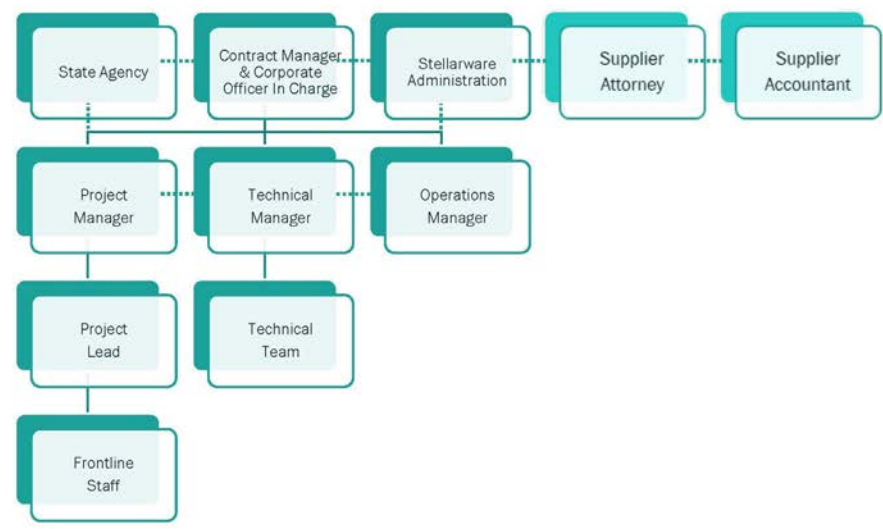 State Agency
Contract Manager
& Corporate
Officer In Charge
Stellarware
Administration
Supplier
Attorney
Supplier
Accountant
Project
Manager
Technical
Manager
Operations
Manager
Project
Lead
Technical
Team
Frontline
Staff